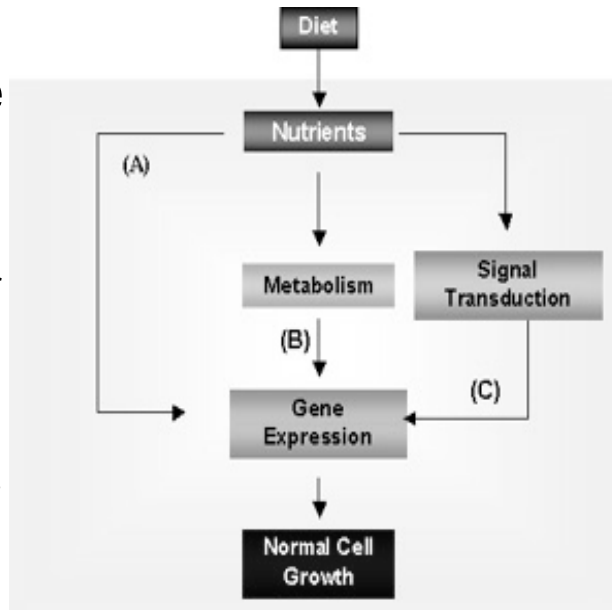 Diet
e
Nutrients
(A)
Metabolism
Signal
Transduction
(B)
(C)
Gene
Expression
Normal Cell
Growth